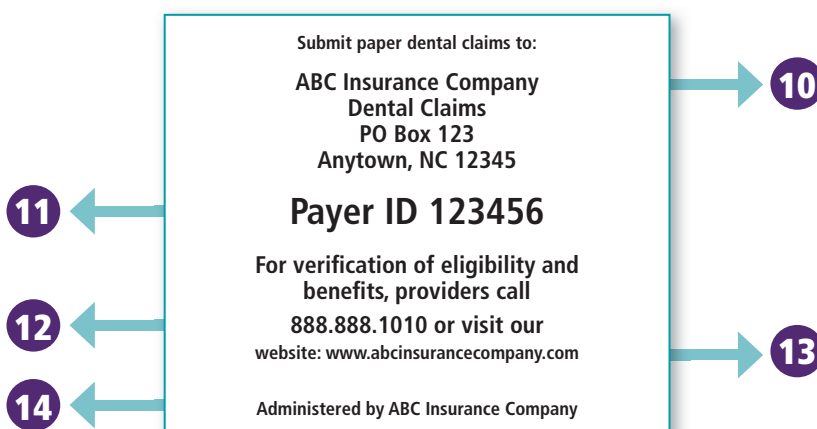 Submit paper dental claims to:
10
ABC Insurance Company
Dental Claims
PO Box 123
Anytown, NC 12345
11
Payer ID 123456
For verification of eligibility and
benefits, providers call
12
888.888.1010 or visit our
website: www.abcinsurancecompany.com
13
14
Administered by ABC Insurance Company